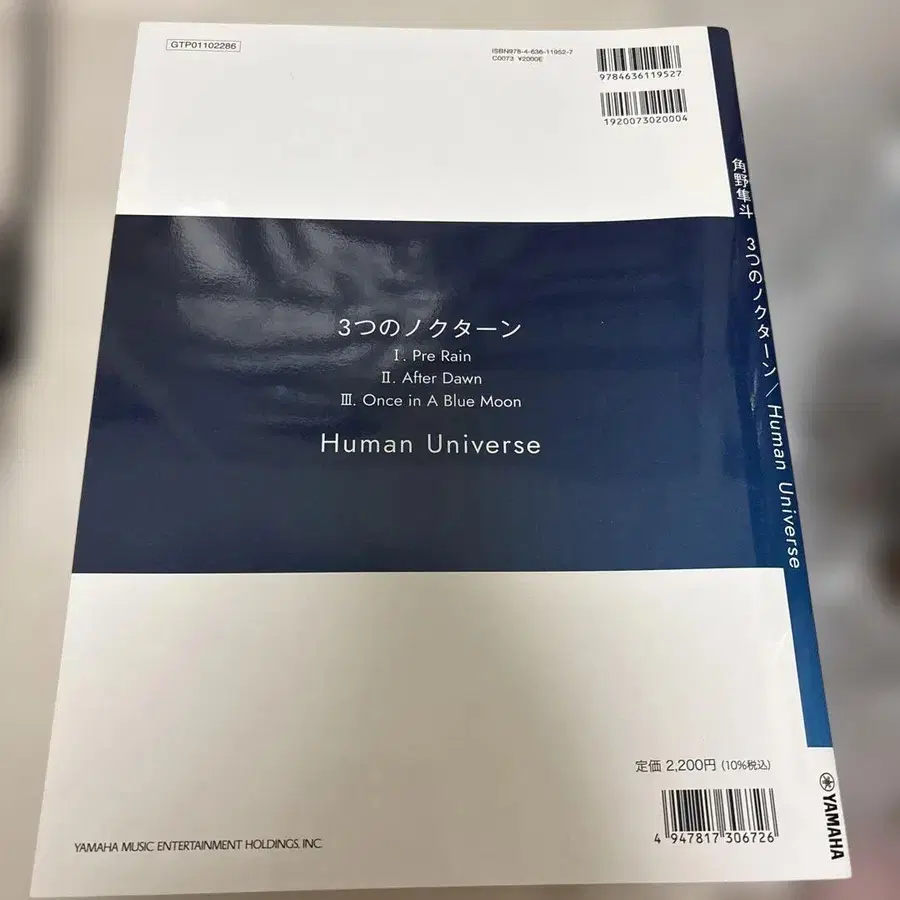 GTP01102286
ISBN978-4-636-11952-7
C0073 ¥2000E
9784636119527
1920073020004
3つのノクターン
Ⅰ. Pre Rain
Ⅱ. After Dawn
Ⅲ. Once in A Blue Moon
Human Universe
定価 2,200円 (10%税込)
4 947817 306726
YAMAHA MUSIC ENTERTAINMENT HOLDINGS, INC.
角野隼斗 3つのノクターン / Human Universe
YAMAHA